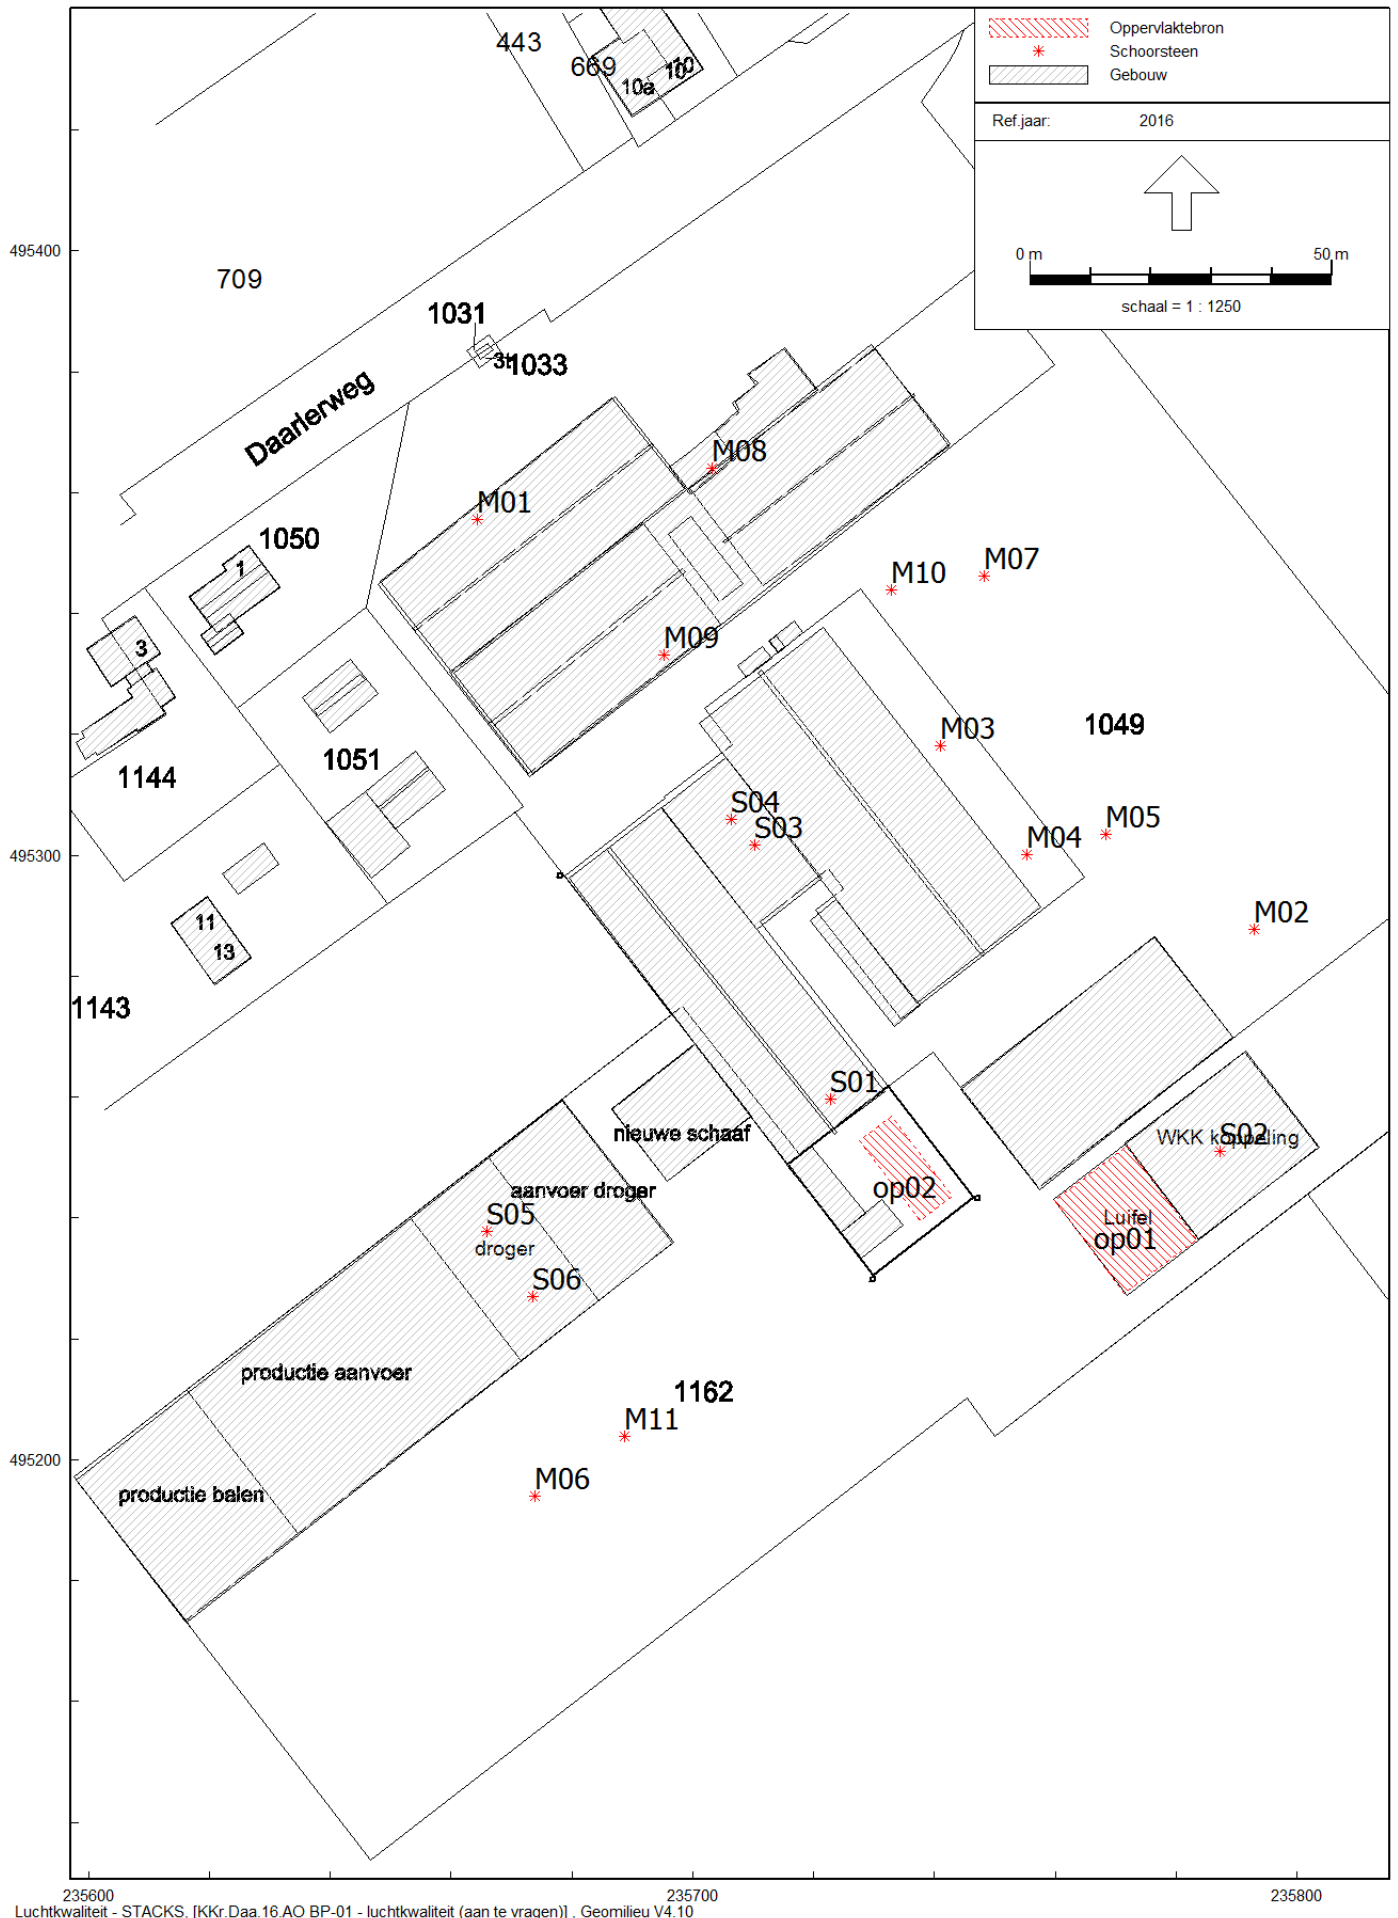 Oppervlaktebron
Schoorsteen
Gebouw
Ref.jaar: 2016
0 m 50 m
schaal = 1 : 1250
443
669
10a
10
495400
709
1031
3t
1033
Daarlerweg
M08
M01
1050
1
M10
M07
3
M09
M03
1049
1051
1144
S04
S03
M05
M04
495300
M02
11
13
1143
S01
nieuwe schaaf
WKK koppeling
S02
op02
aanvoer droger
S05
droger
Luifel
op01
S06
productie aanvoer
1162
M11
495200
M06
productie balen
235600
235700
235800
Luchtkwaliteit - STACKS, [KKr.Daa.16.AO BP-01 - luchtkwaliteit (aan te vragen)] , Geomilieu V4.10